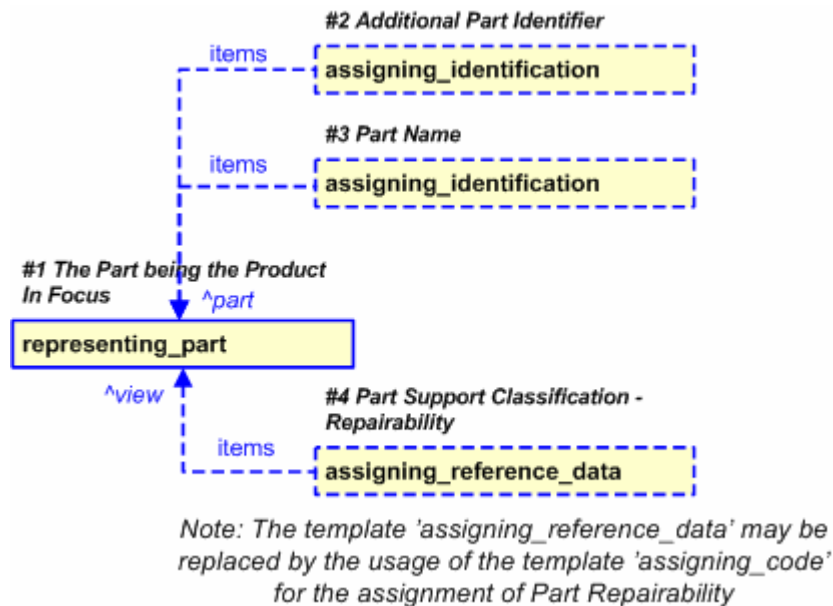 #2 Additional Part Identifier
items
assigning_identification
#3 Part Name
items
assigning_identification
#1 The Part being the Product
In Focus
^part
representing_part
^view
#4 Part Support Classification -
Repairability
items
assigning_reference_data
Note: The template 'assigning_reference_data' may be
replaced by the usage of the template 'assigning_code'
for the assignment of Part Repairability